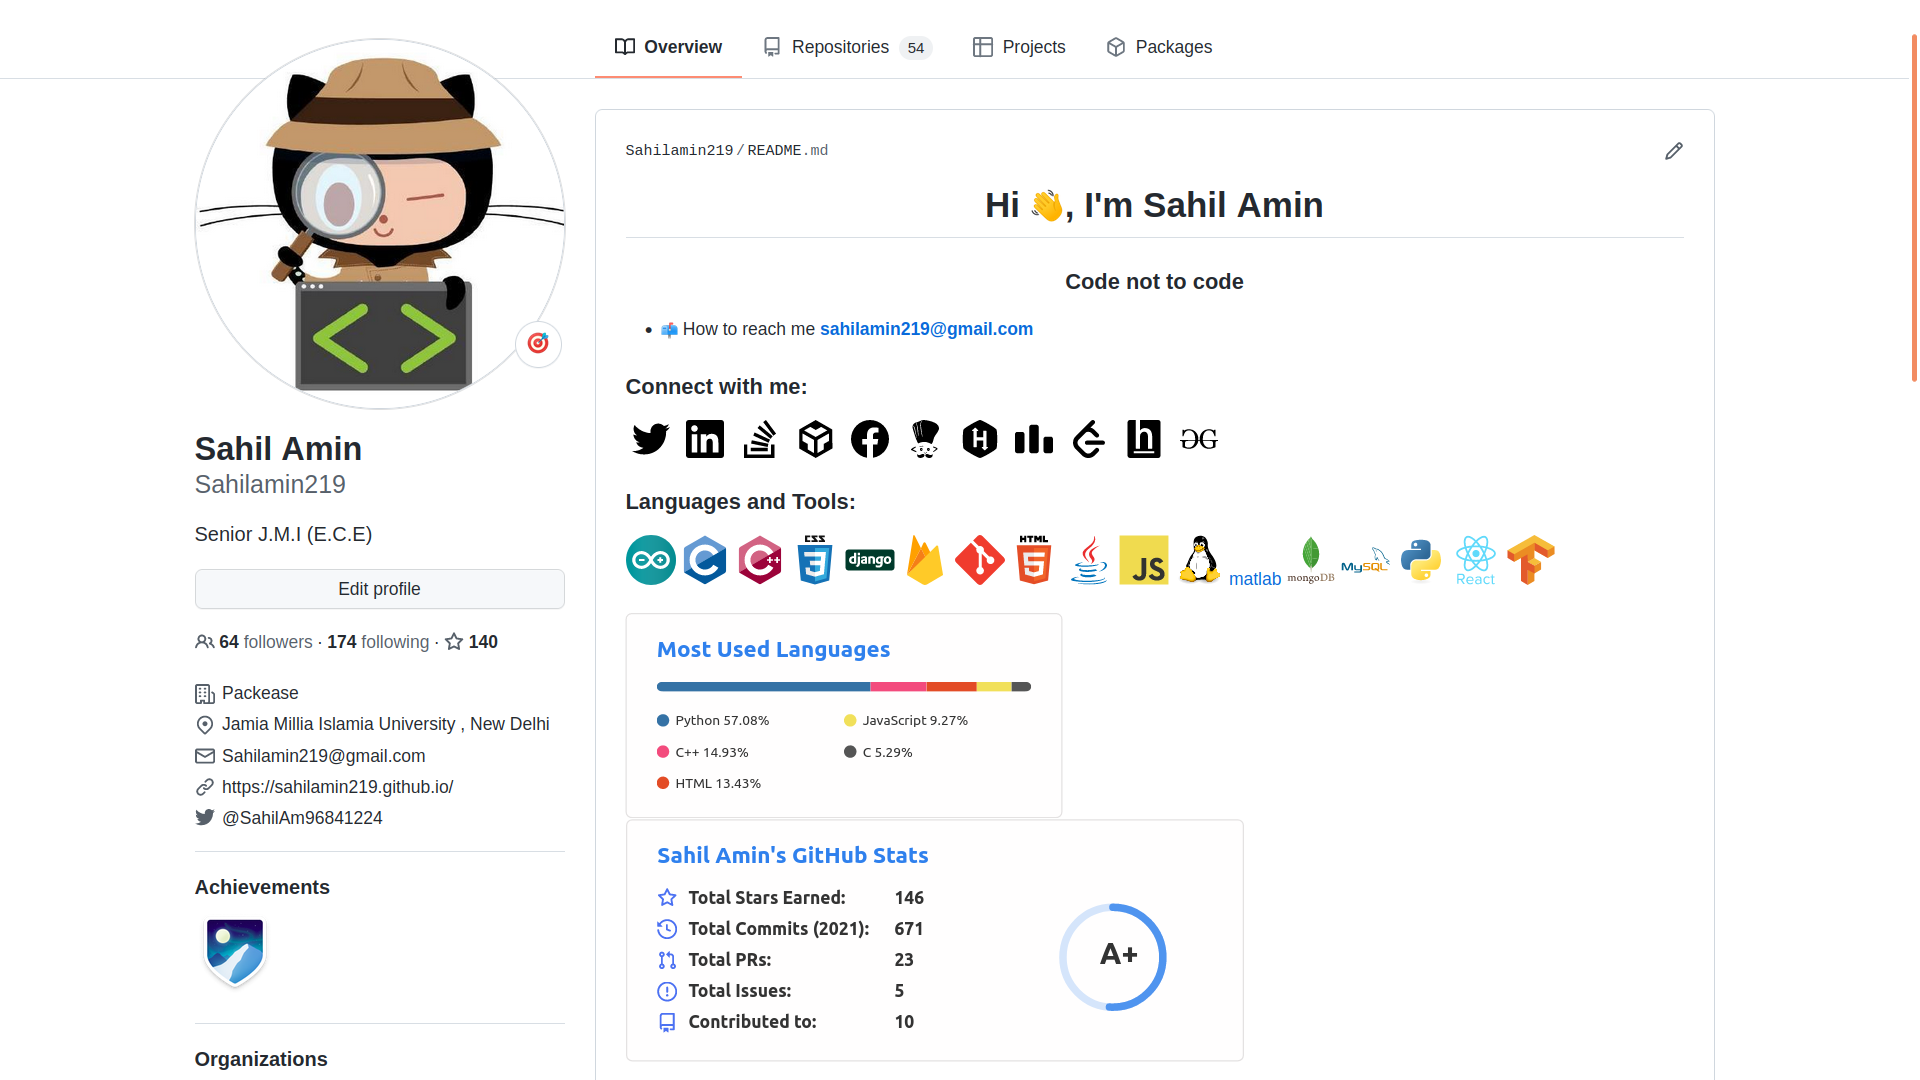 Overview Repositories 54 Projects Packages
Sahil Amin
Sahilamin219
Senior J.M.I (E.C.E)
Edit profile
64 followers · 174 following · 140
Packease
Jamia Millia Islamia University , New Delhi
Sahilamin219@gmail.com
https://sahilamin219.github.io/
@SahilAm96841224
Achievements
Organizations
Sahilamin219/README.md
Hi 👋, I'm Sahil Amin
Code not to code
• 📫 How to reach me sahilamin219@gmail.com
Connect with me:
in
Languages and Tools:
C C++ CSS 3 django HTML 5 JS matlab mongoDB MySQL React
Most Used Languages
Python 57.08% JavaScript 9.27%
C++ 14.93% C 5.29%
HTML 13.43%
Sahil Amin's GitHub Stats
Total Stars Earned: 146
Total Commits (2021): 671
Total PRs: 23
Total Issues: 5
Contributed to: 10
A+